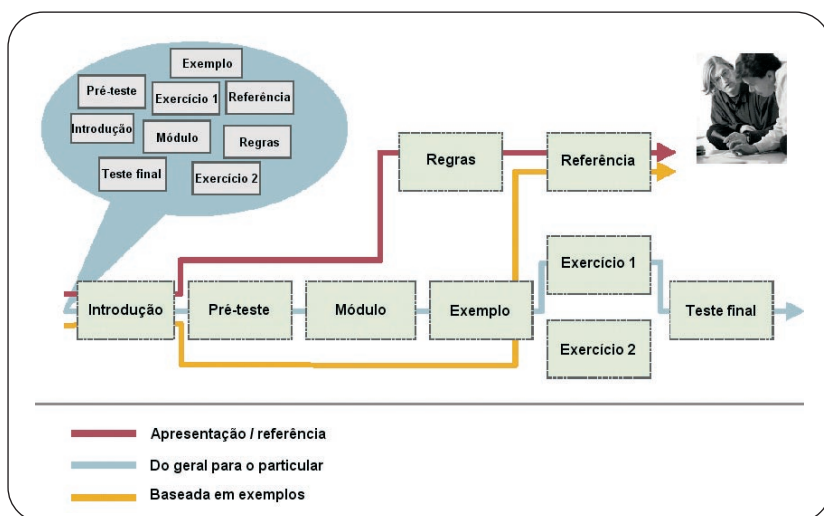 Exemplo
Pré-teste
Exercício 1
Referência
Introdução
Módulo
Regras
Teste final
Exercício 2
Regras
Referência
Exercício 1
Introdução
Pré-teste
Módulo
Exemplo
Teste final
Exercício 2
Apresentação / referência
Do geral para o particular
Baseada em exemplos